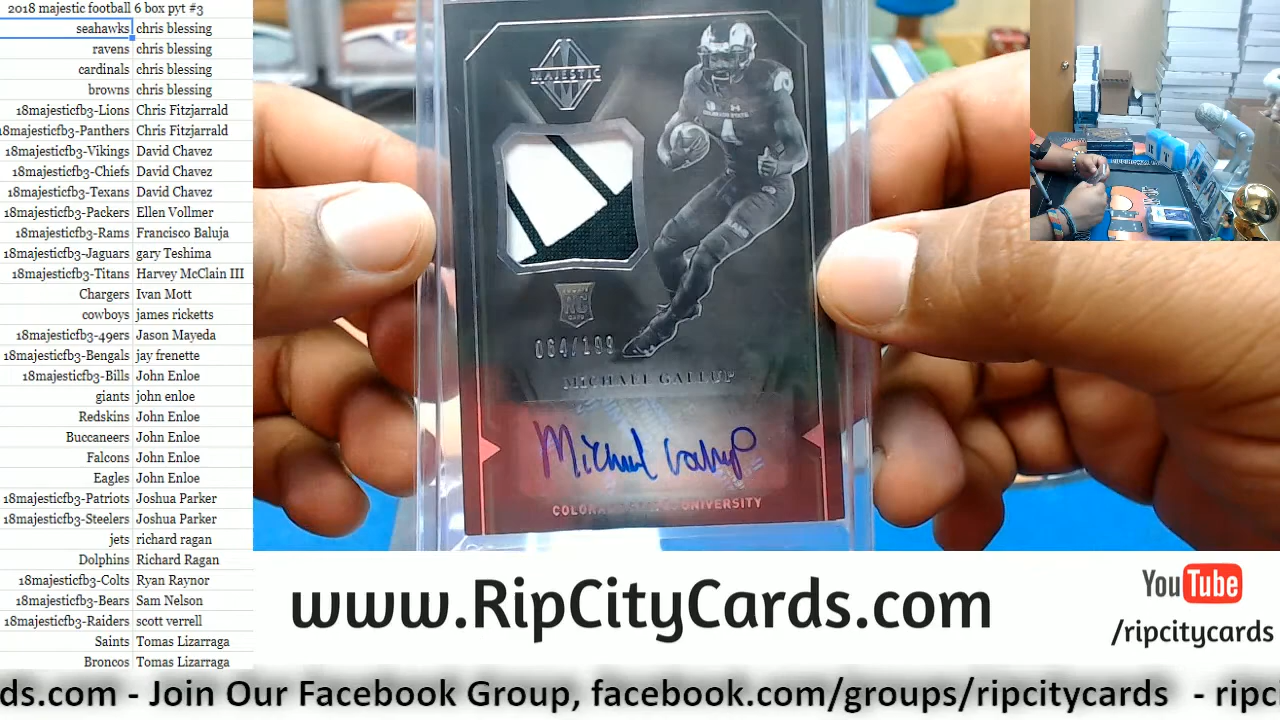 2018 majestic football 6 box pyt #3
seahawks chris blessing
ravens chris blessing
cardinals chris blessing
browns chris blessing
18majesticfb3-Lions Chris Fitzjarrald
18majesticfb3-Panthers Chris Fitzjarrald
18majesticfb3-Vikings David Chavez
18majesticfb3-Chiefs David Chavez
18majesticfb3-Texans David Chavez
18majesticfb3-Packers Ellen Vollmer
18majesticfb3-Rams Francisco Baluja
18majesticfb3-Jaguars gary Teshima
18majesticfb3-Titans Harvey McClain III
Chargers Ivan Mott
cowboys james ricketts
18majesticfb3-49ers Jason Mayeda
18majesticfb3-Bengals jay frenette
18majesticfb3-Bills John Enloe
giants john enloe
Redskins John Enloe
Buccaneers John Enloe
Falcons John Enloe
Eagles John Enloe
18majesticfb3-Patriots Joshua Parker
18majesticfb3-Steelers Joshua Parker
jets richard ragan
Dolphins Richard Ragan
18majesticfb3-Colts Ryan Raynor
18majesticfb3-Bears Sam Nelson
18majesticfb3-Raiders scott verrell
Saints Tomas Lizarraga
Broncos Tomas Lizarraga
MAJESTIC
COLORADO STATE
1
RC
064/199
MICHAEL GALLUP
Michael Gallup
COLORADO STATE UNIVERSITY
www.RipCityCards.com
YouTube
/ripcitycards
ds.com - Join Our Facebook Group, facebook.com/groups/ripcitycards - ripci